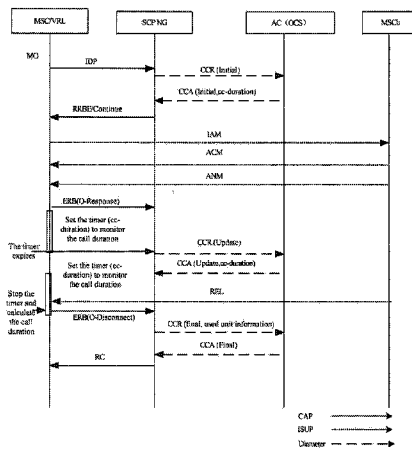 MSC/VRL
SCPNG
AC (OCS)
MSCb
MO
IDP
CCR (Initial)
CCA (Initial,cc-duration)
RRBE/Continue
IAM
ACM
ANM
ERB(O-Response)
Set the timer (cc-
duration) to monitor
the call duration
The timer
expires
CCR (Update)
CCA (Update,cc-duration)
Set the timer (cc-
duration) to monitor
the call duration
REL
Stop the
timer and
calculate
the call
duration
ERB(O-Disconnect)
CCR (final, used unit information)
CCA (Final)
RC
CAP
ISUP
Diameter